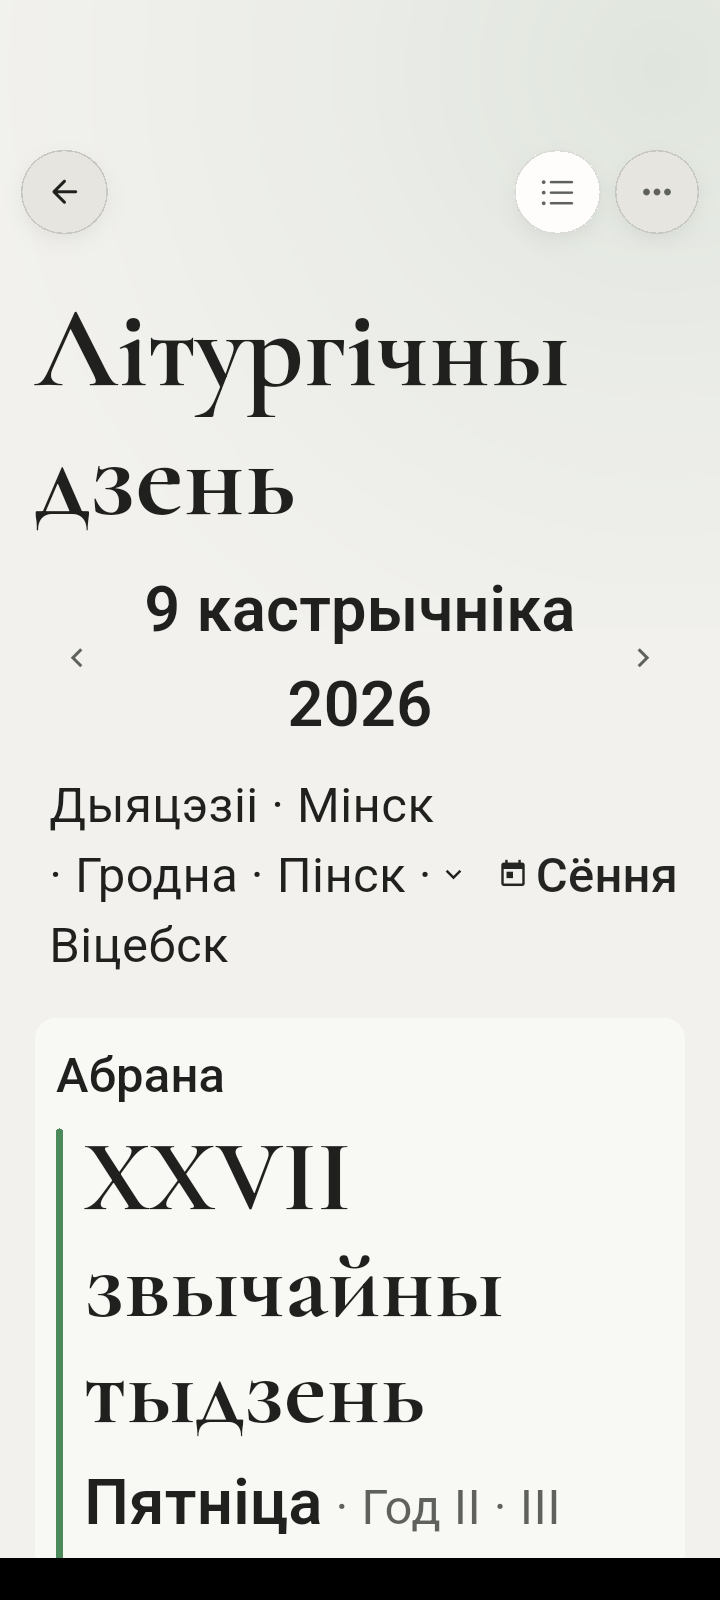 Літургічны
дзень
9 кастрычніка
2026
Дыяцэзіі · Мінск
· Гродна · Пінск ·
Віцебск
Сёння
Абрана
XXVII
звычайны
тыдзень
Пятніца · Год II · III